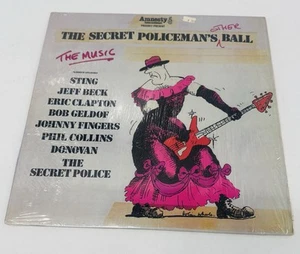 Amnesty
THE SECRET POLICEMAN'S OTHER BALL
THE MUSIC
STING
JEFF BECK
ERIC CLAPTON
BOB GELDOF
JOHNNY FINGERS
PHIL COLLINS
DONOVAN
THE
SECRET POLICE